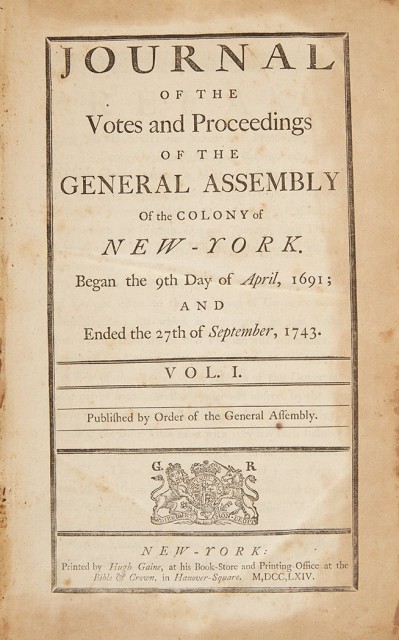 JOURNAL
OF THE
Votes and Proceedings
OF THE
GENERAL ASSEMBLY
Of the COLONY of
NEW-YORK.
Began the 9th Day of April, 1691;
AND
Ended the 27th of September, 1743.
VOL. I.
Publiſhed by Order of the General Aſſembly.
G. R
NEW-YORK:
Printed by Hugh Gaine, at his Book-Store and Printing Office at the
Bible & Crown, in Hanover-Square. M,DCC,LXIV.